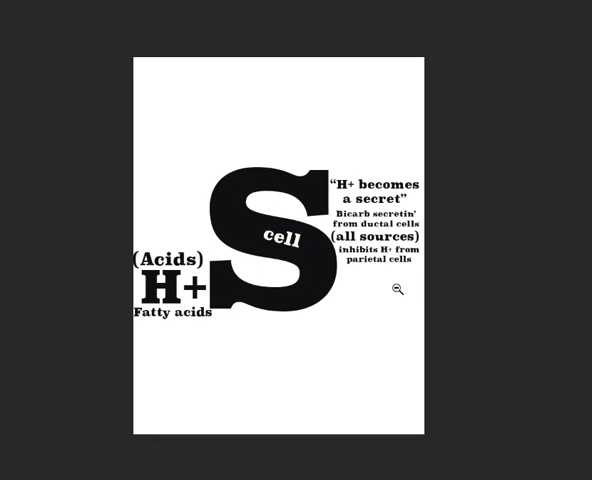 “H+ becomes
a secret”
Bicarb secretin'
from ductal cells
(all sources)
inhibits H+ from
parietal cells
S
cell
(Acids)
H+
Fatty acids